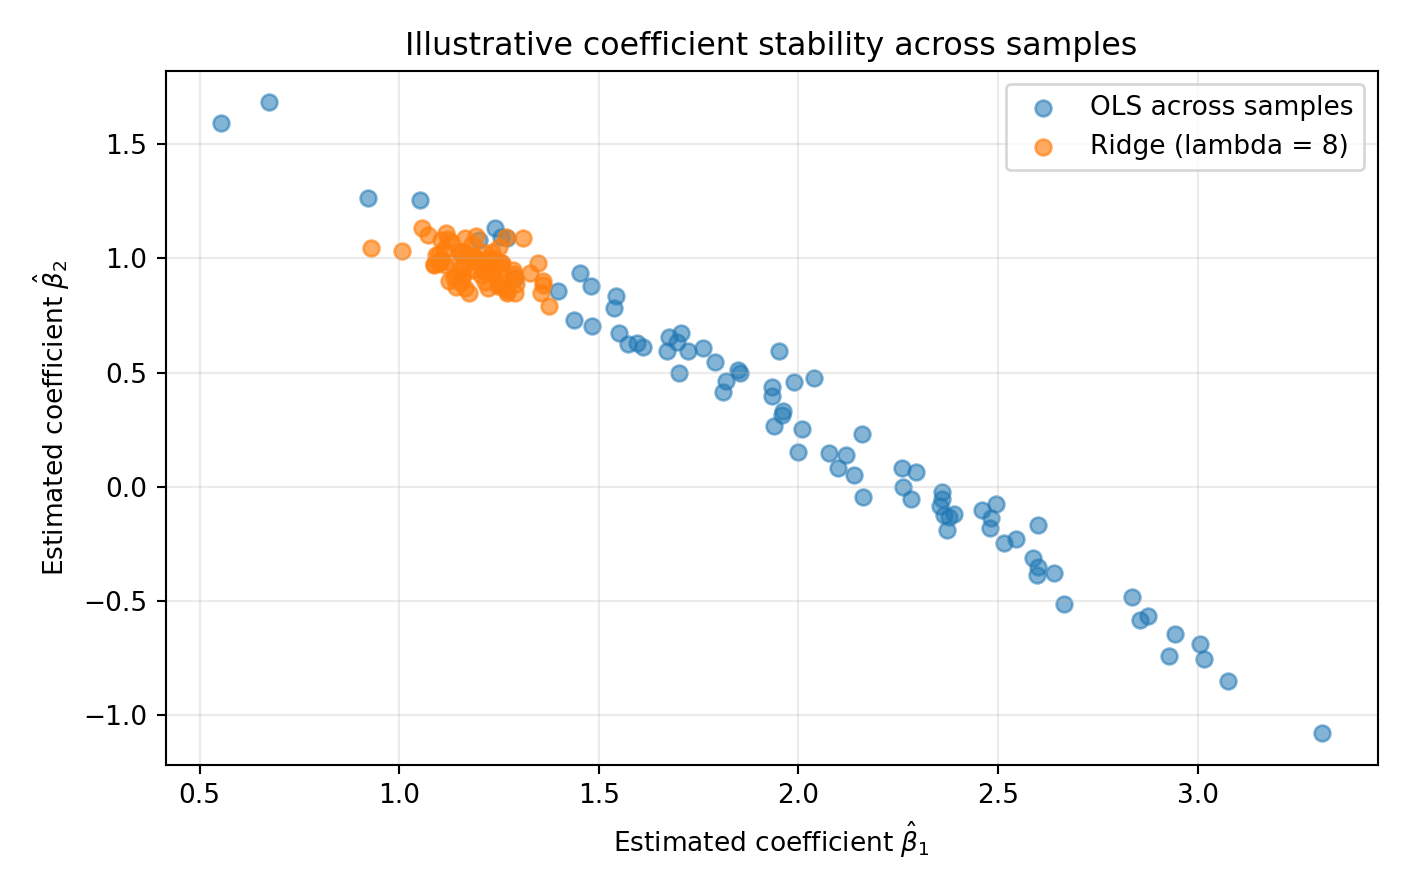 Illustrative coefficient stability across samples
OLS across samples
Ridge (lambda = 8)
Estimated coefficient β̂₂
1.5
1.0
0.5
0.0
−0.5
−1.0
0.5
1.0
1.5
2.0
2.5
3.0
Estimated coefficient β̂₁